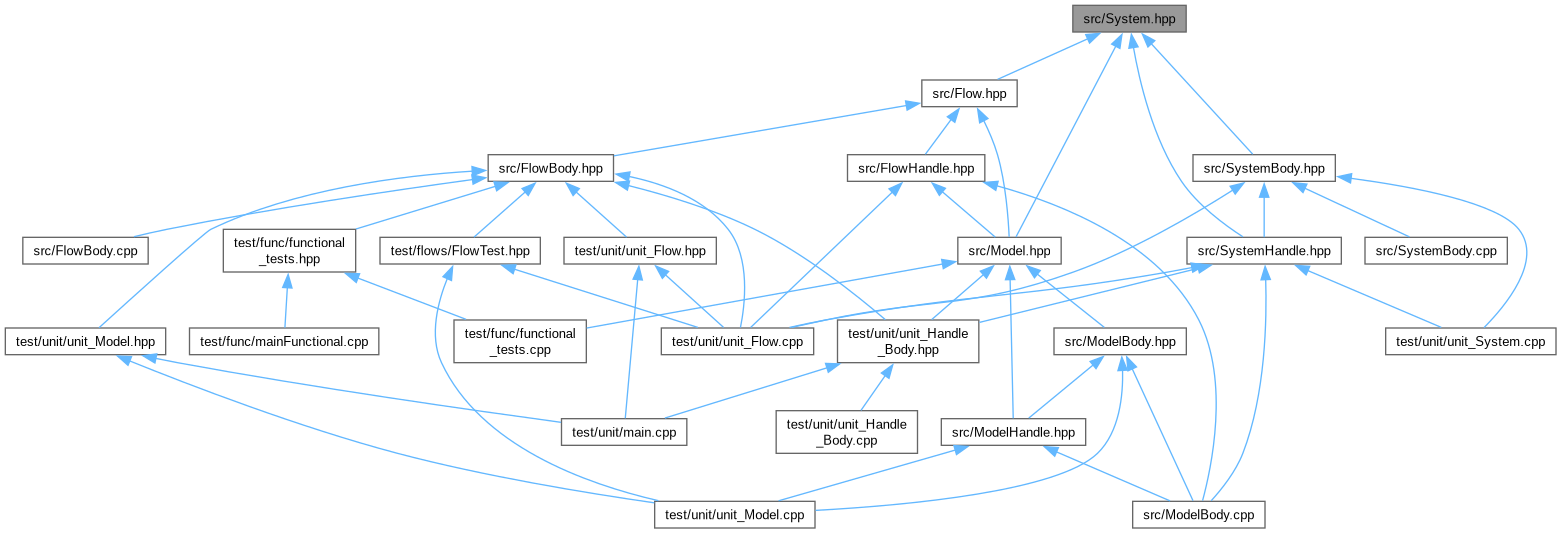 src/System.hpp
src/Flow.hpp
src/FlowBody.hpp
src/FlowHandle.hpp
src/SystemBody.hpp
src/FlowBody.cpp
test/func/functional
_tests.hpp
test/flows/FlowTest.hpp
test/unit/unit_Flow.hpp
src/Model.hpp
src/SystemHandle.hpp
src/SystemBody.cpp
test/unit/unit_Model.hpp
test/func/mainFunctional.cpp
test/func/functional
_tests.cpp
test/unit/unit_Flow.cpp
test/unit/unit_Handle
_Body.hpp
src/ModelBody.hpp
test/unit/unit_System.cpp
test/unit/main.cpp
test/unit/unit_Handle
_Body.cpp
src/ModelHandle.hpp
test/unit/unit_Model.cpp
src/ModelBody.cpp